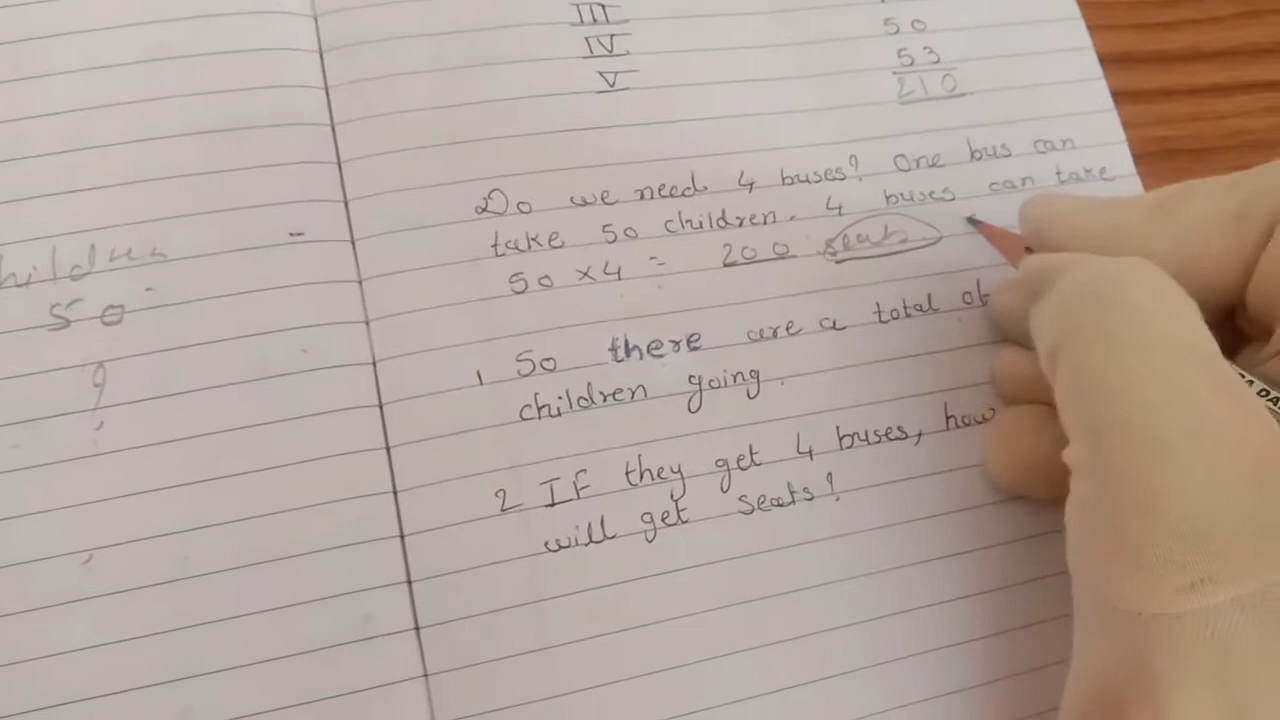 III
50
IV
53
V
210
Do we need 4 buses? One bus can
take 50 children. 4 buses can take
50 x 4 = 200 seats
1 So there are a total of
children going.
2 IF they get 4 buses, how
will get seats?
hildren
50
?